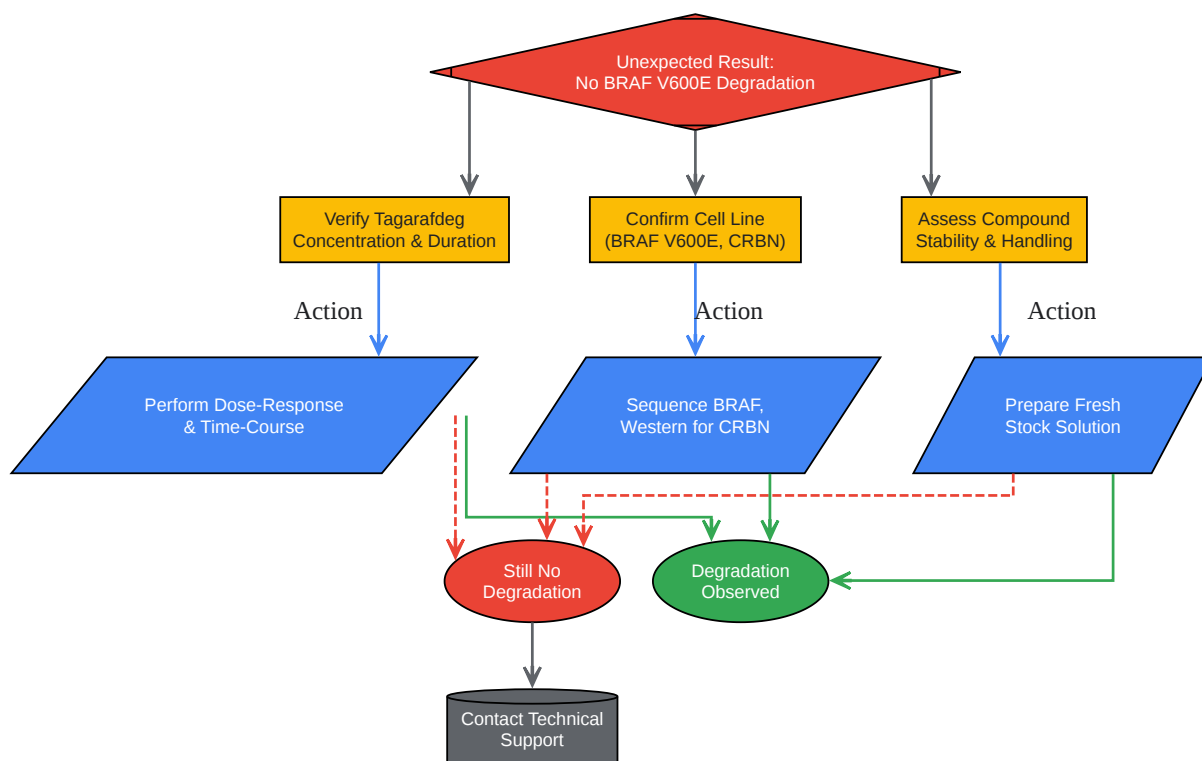 Unexpected Result:
No BRAF V600E Degradation
Verify Tagarafdeg
Concentration & Duration
Confirm Cell Line
(BRAF V600E, CRBN)
Assess Compound
Stability & Handling
Action
Action
Action
Perform Dose-Response
& Time-Course
Sequence BRAF,
Western for CRBN
Prepare Fresh
Stock Solution
Still No
Degradation
Degradation
Observed
Contact Technical
Support